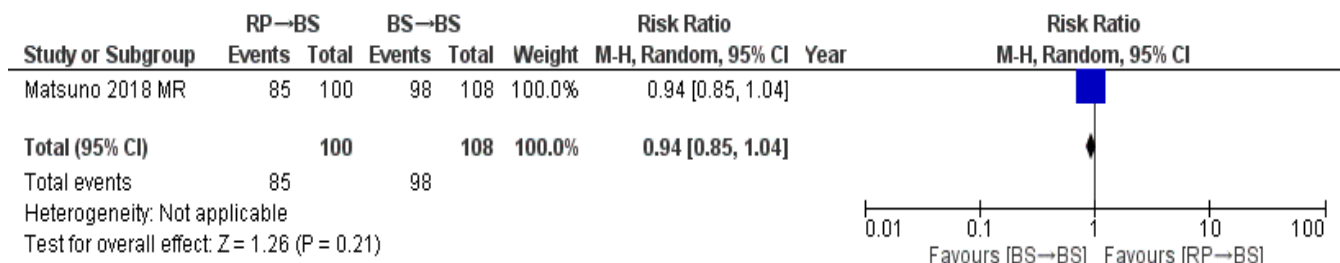 RP→BS BS→BS Risk Ratio Risk Ratio
Study or Subgroup Events Total Events Total Weight M-H, Random, 95% CI Year M-H, Random, 95% CI
Matsuno 2018 MR 85 100 98 108 100.0% 0.94 [0.85, 1.04]
Total (95% CI) 100 108 100.0% 0.94 [0.85, 1.04]
Total events 85 98
Heterogeneity: Not applicable
Test for overall effect: Z = 1.26 (P = 0.21)
0.01 0.1 1 10 100
Favours [BS→BS] Favours [RP→BS]